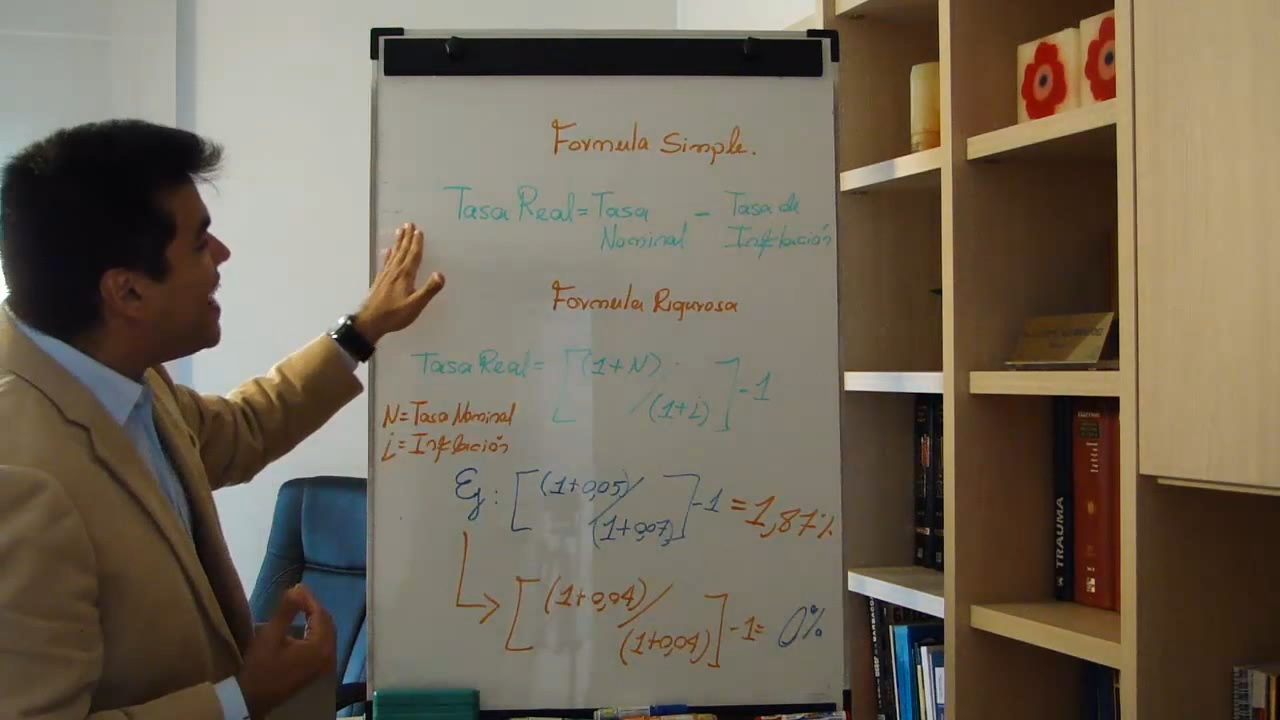 Formula Simple.
Tasa Real = Tasa Nominal - Tasa de Inflación
Formula Rigurosa
Tasa Real = [(1+N)/(1+i)] - 1
N = Tasa Nominal
i = Inflación
Ej: [(1+0,05)/(1+0,07)] - 1 = 1,87%
[(1+0,04)/(1+0,04)] - 1 = 0%
TRAUMA